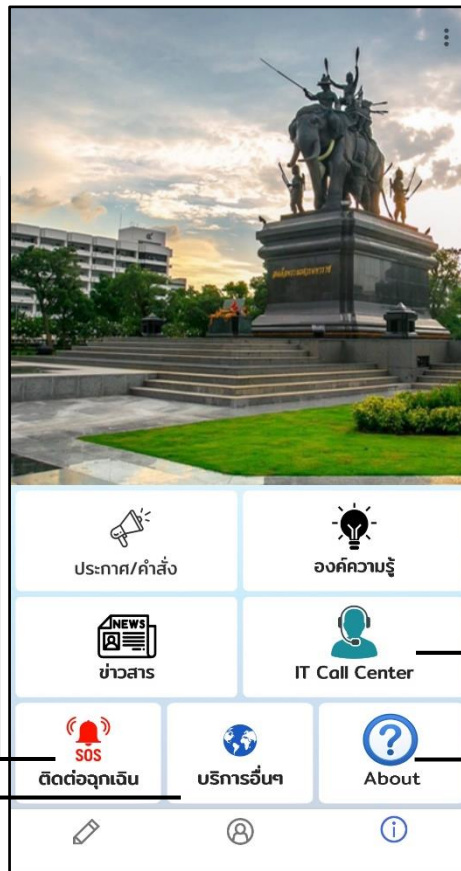 ประกาศ/คำสั่ง
องค์ความรู้
NEWS
ข่าวสาร
IT Call Center
SOS
ติดต่อฉุกเฉิน
บริการอื่นๆ
?
About